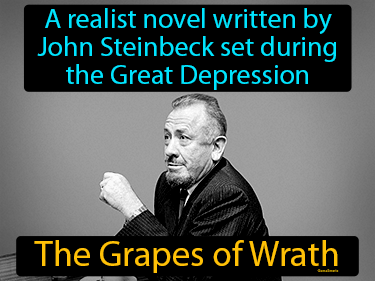 A realist novel written by
John Steinbeck set during
the Great Depression
The Grapes of Wrath